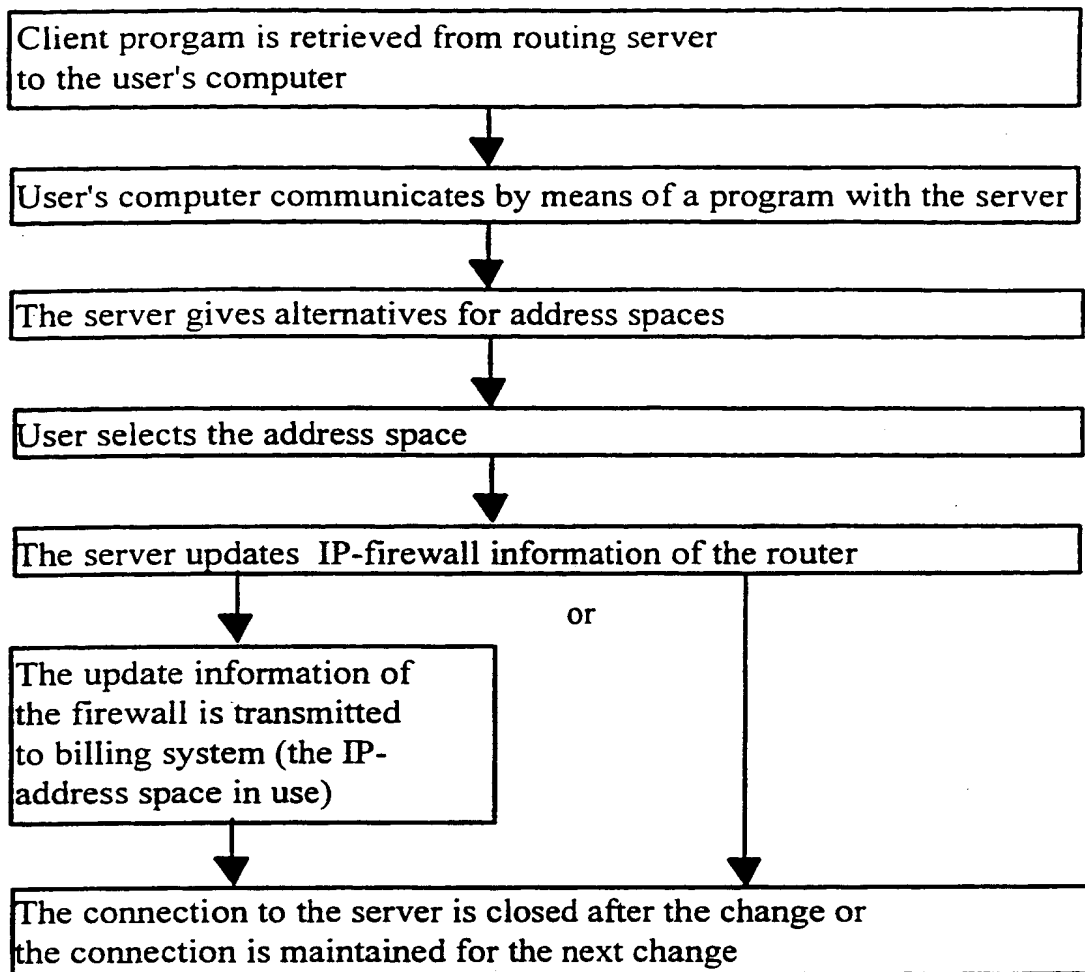 Client prorgam is retrieved from routing server
to the user's computer
User's computer communicates by means of a program with the server
The server gives alternatives for address spaces
User selects the address space
The server updates IP-firewall information of the router
or
The update information of
the firewall is transmitted
to billing system (the IP-
address space in use)
The connection to the server is closed after the change or
the connection is maintained for the next change